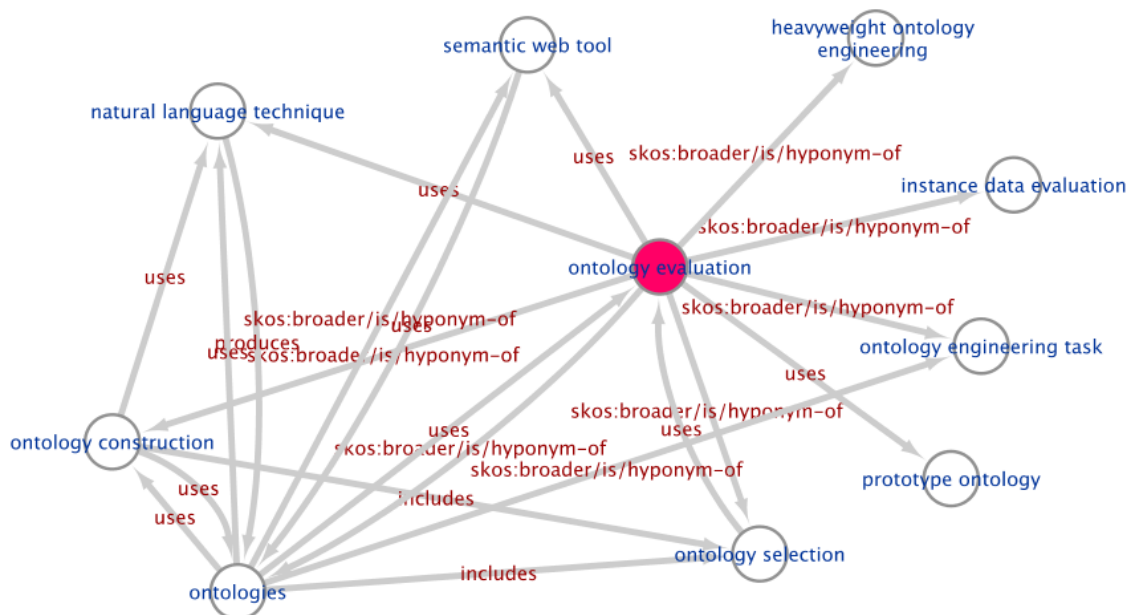 heavyweight ontology
engineering
semantic web tool
natural language technique
uses
skos:broader/is/hyponym-of
instance data evaluation
uses
skos:broader/is/hyponym-of
ontology evaluation
uses
skos:broader/is/hyponym-of
skos:broader/is/hyponym-of
uses
produces
uses
skos:broader/is/hyponym-of
ontology engineering task
uses
skos:broader/is/hyponym-of
uses
uses
ontology construction
skos:broader/is/hyponym-of
skos:broader/is/hyponym-of
prototype ontology
uses
includes
uses
ontology selection
includes
ontologies